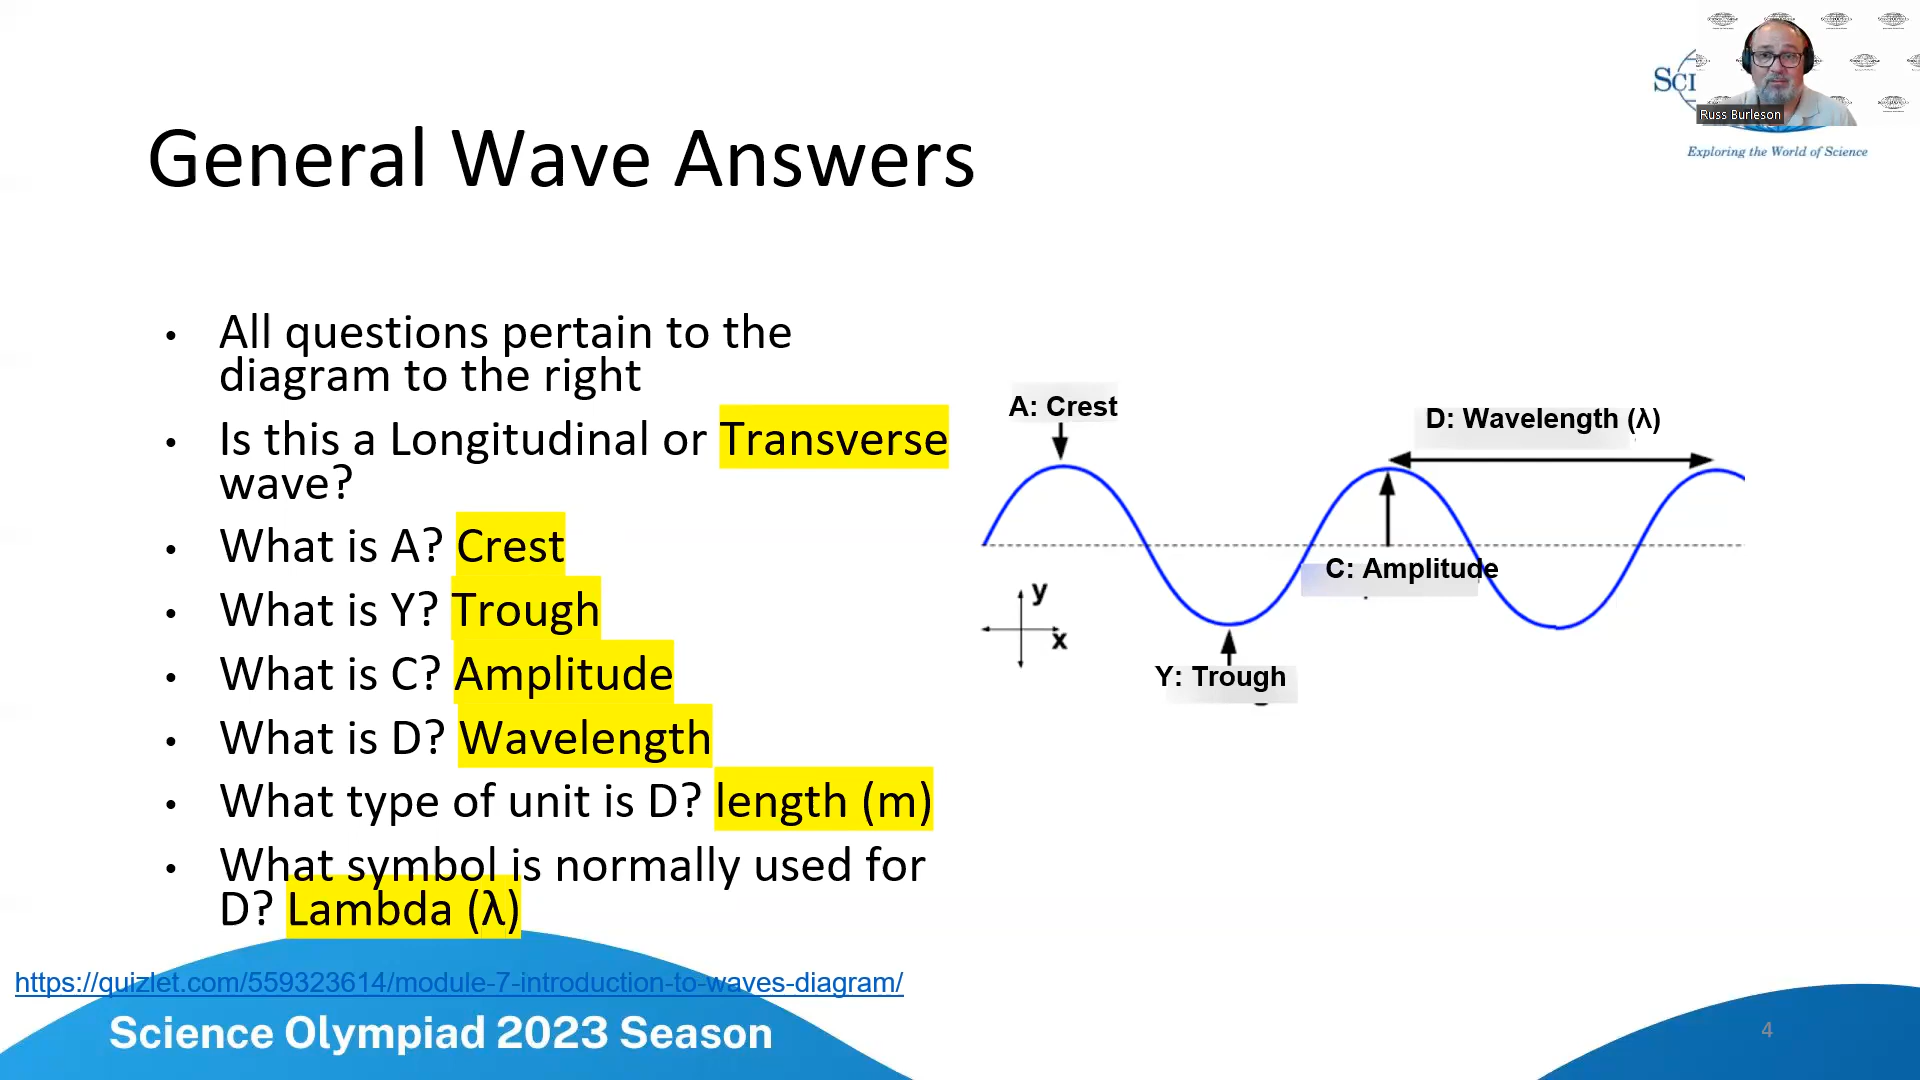 General Wave Answers
SCI
Russ Burleson
Exploring the World of Science
• All questions pertain to the
diagram to the right
• Is this a Longitudinal or Transverse
wave?
• What is A? Crest
• What is Y? Trough
• What is C? Amplitude
• What is D? Wavelength
• What type of unit is D? length (m)
• What symbol is normally used for
D? Lambda (λ)
A: Crest
D: Wavelength (λ)
C: Amplitude
y
x
Y: Trough
https://quizlet.com/559323614/module-7-introduction-to-waves-diagram/
Science Olympiad 2023 Season
4